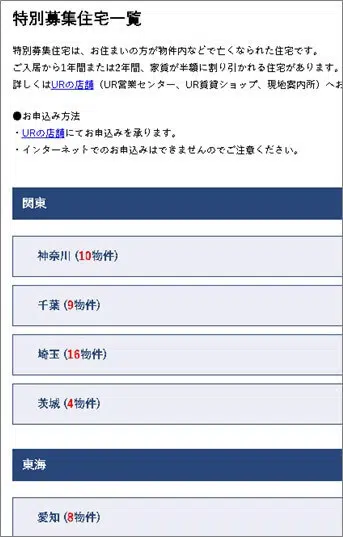 特別募集住宅一覧
特別募集住宅は、お住まいの方が物件内などで亡くなられた住宅です。
ご入居から1年間または2年間、家賃が半額に割り引かれる住宅があります。
詳しくはURの店舗（UR営業センター、UR賃貸ショップ、現地案内所）へお
●お申込み方法
・URの店舗にてお申込みを承ります。
・インターネットでのお申込みはできませんのでご注意ください。
関東
神奈川 (10物件)
千葉 (9物件)
埼玉 (16物件)
茨城 (4物件)
東海
愛知 (8物件)